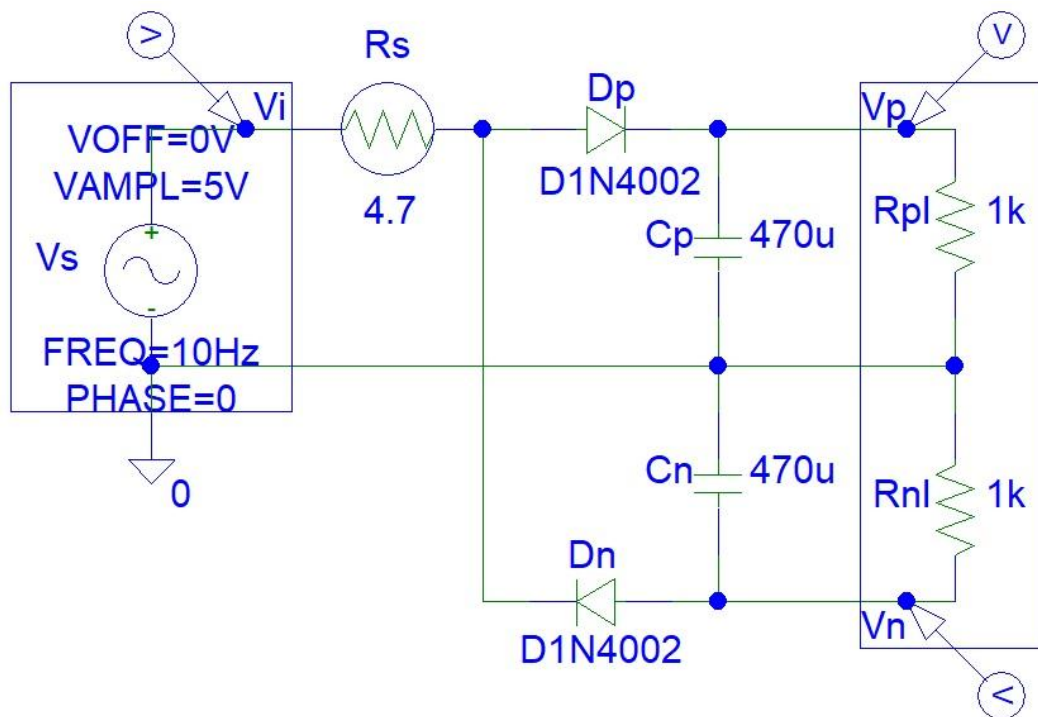 V
V
Rs
Vi
Dp
Vp
VOFF=0V
VAMPL=5V
D1N4002
4.7
Rpl
1k
Cp
470u
Vs
+
-
FREQ=10Hz
PHASE=0
0
Cn
470u
Rnl
1k
Dn
D1N4002
Vn
V